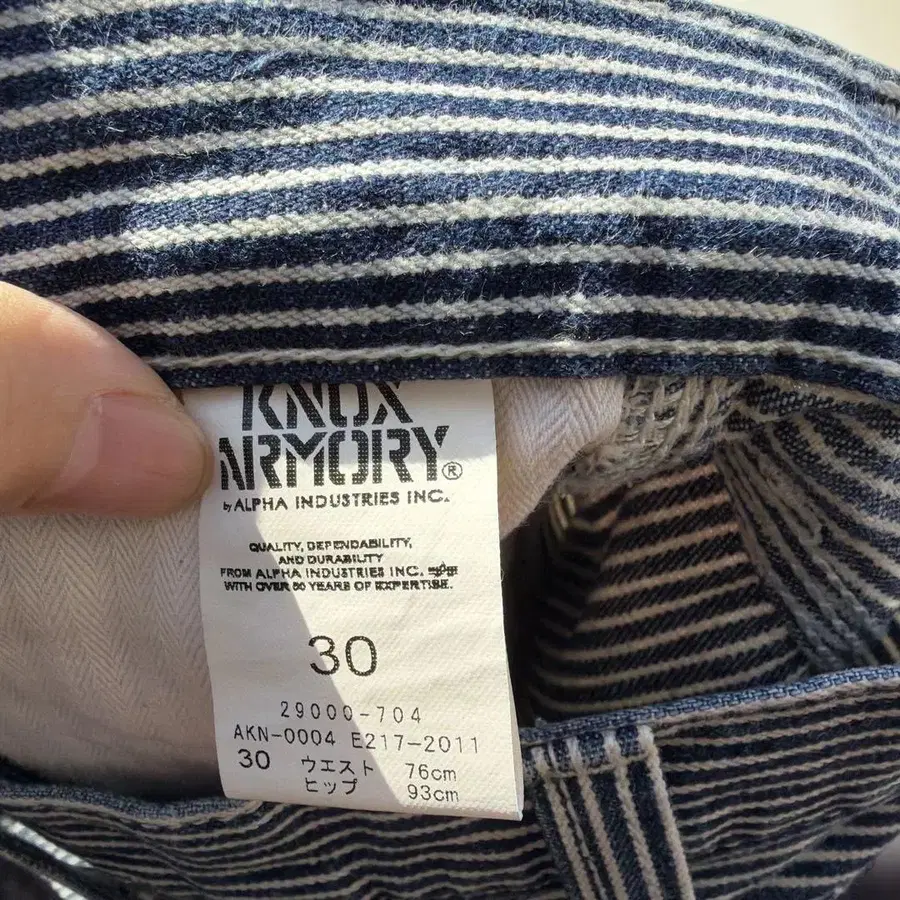 KNOX
ARMORY®
by ALPHA INDUSTRIES INC.
QUALITY, DEPENDABILITY,
AND DURABILITY
FROM ALPHA INDUSTRIES INC.
WITH OVER 50 YEARS OF EXPERTISE.
30
29000-704
AKN-0004 E217-2011
30 ウエスト 76cm
ヒップ 93cm